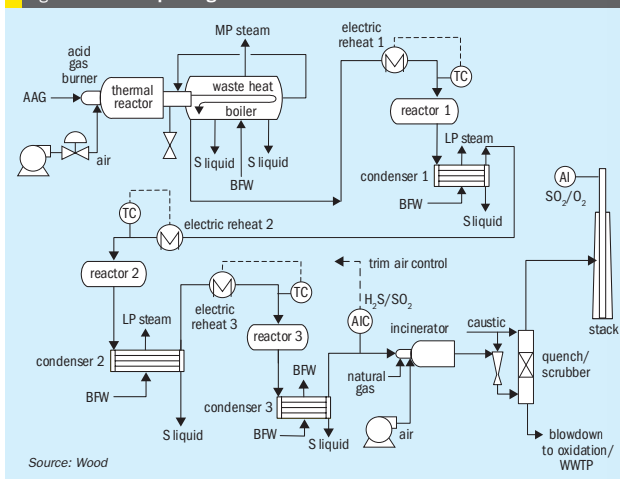 MP steam
electric
reheat 1
acid
gas
burner
AAG
thermal
reactor
waste heat
boiler
TC
reactor 1
air
S liquid
S liquid
BFW
LP steam
condenser 1
BFW
S liquid
AI
SO2/O2
TC
electric reheat 2
reactor 2
electric
reheat 3
TC
trim air control
H2S/SO2
AIC
LP steam
condenser 2
BFW
S liquid
reactor 3
BFW
condenser 3
BFW
S liquid
incinerator
natural
gas
air
caustic
stack
quench/
scrubber
blowdown
to oxidation/
WWTP
Source: Wood